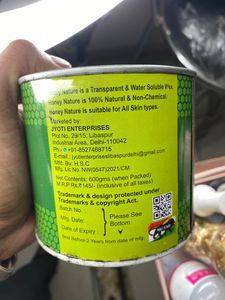 Honey Nature is a Transparent & Water Soluble Wax.
Honey Nature is 100% Natural & Non-Chemical.
Honey Nature is suitable for All Skin types.
Marketed by:
JYOTI ENTERPRISES
Plot No. 29/15, Libaspur
Industrial Area, Delhi-110042
Ph: +91-8527468715
E-mail : jyotienterpriseslibaspurdelhi@gmail.com
Mfg. By: H.S.C
Mfg. Lic No. NW(0547)2021/CM
Net Contents: 600gms (when Packed)
M.R.P. Rs.₹ 145/- (inclusive of all taxes)
Trademark & design protected under
Trademarks & copyright Act.
Batch No.
Mfg. Date:
Date of Expiry
Please See
Bottom
Best Before 2 Years from date of mfg.